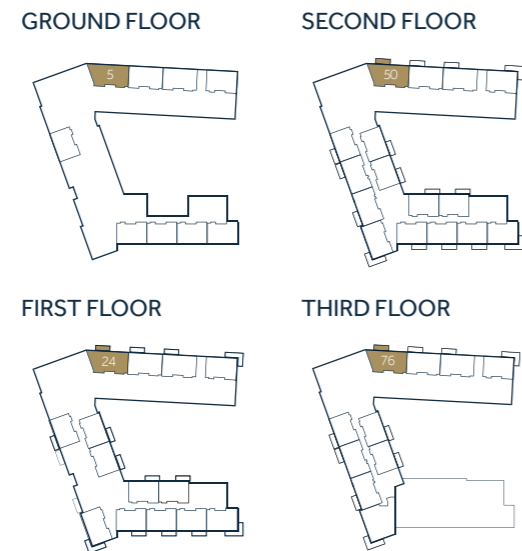 GROUND FLOOR
5
SECOND FLOOR
50
FIRST FLOOR
24
THIRD FLOOR
76